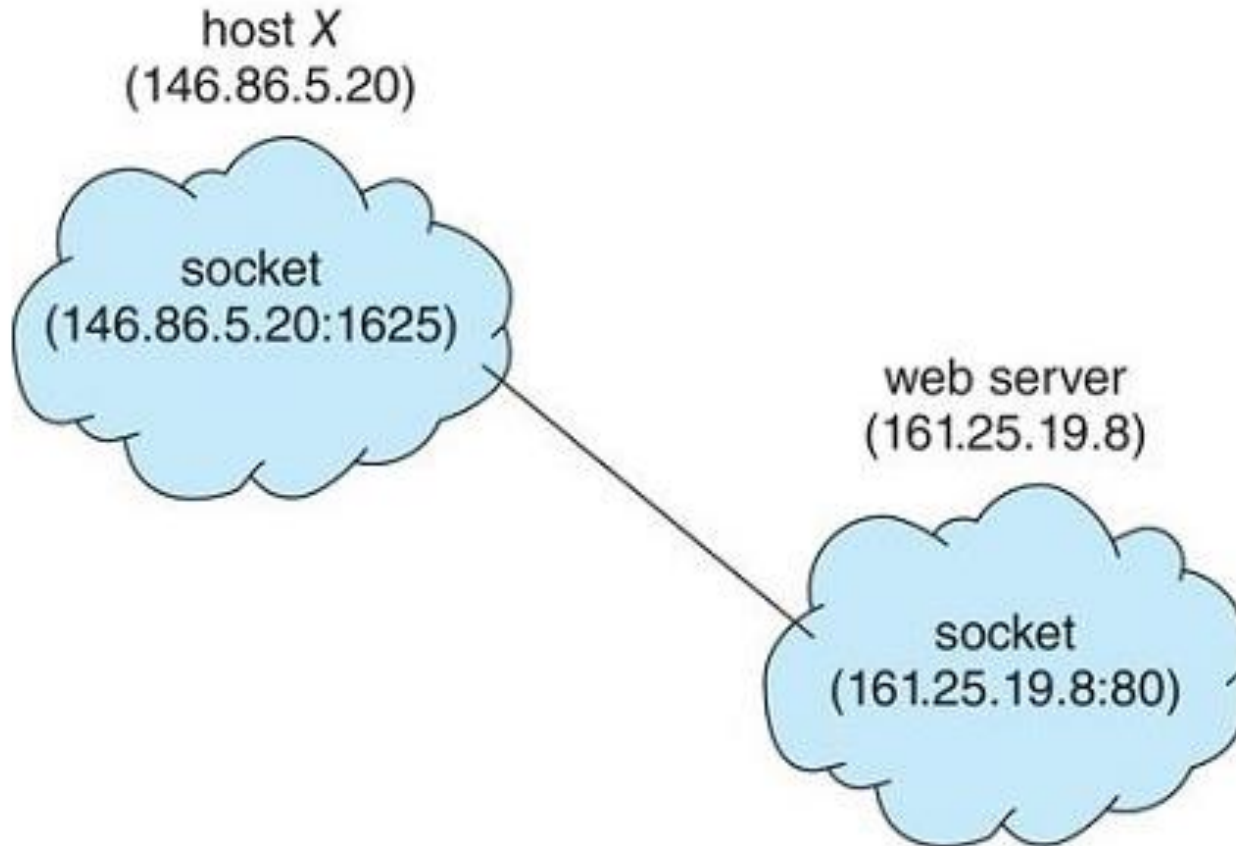 host X
(146.86.5.20)
socket
(146.86.5.20:1625)
web server
(161.25.19.8)
socket
(161.25.19.8:80)